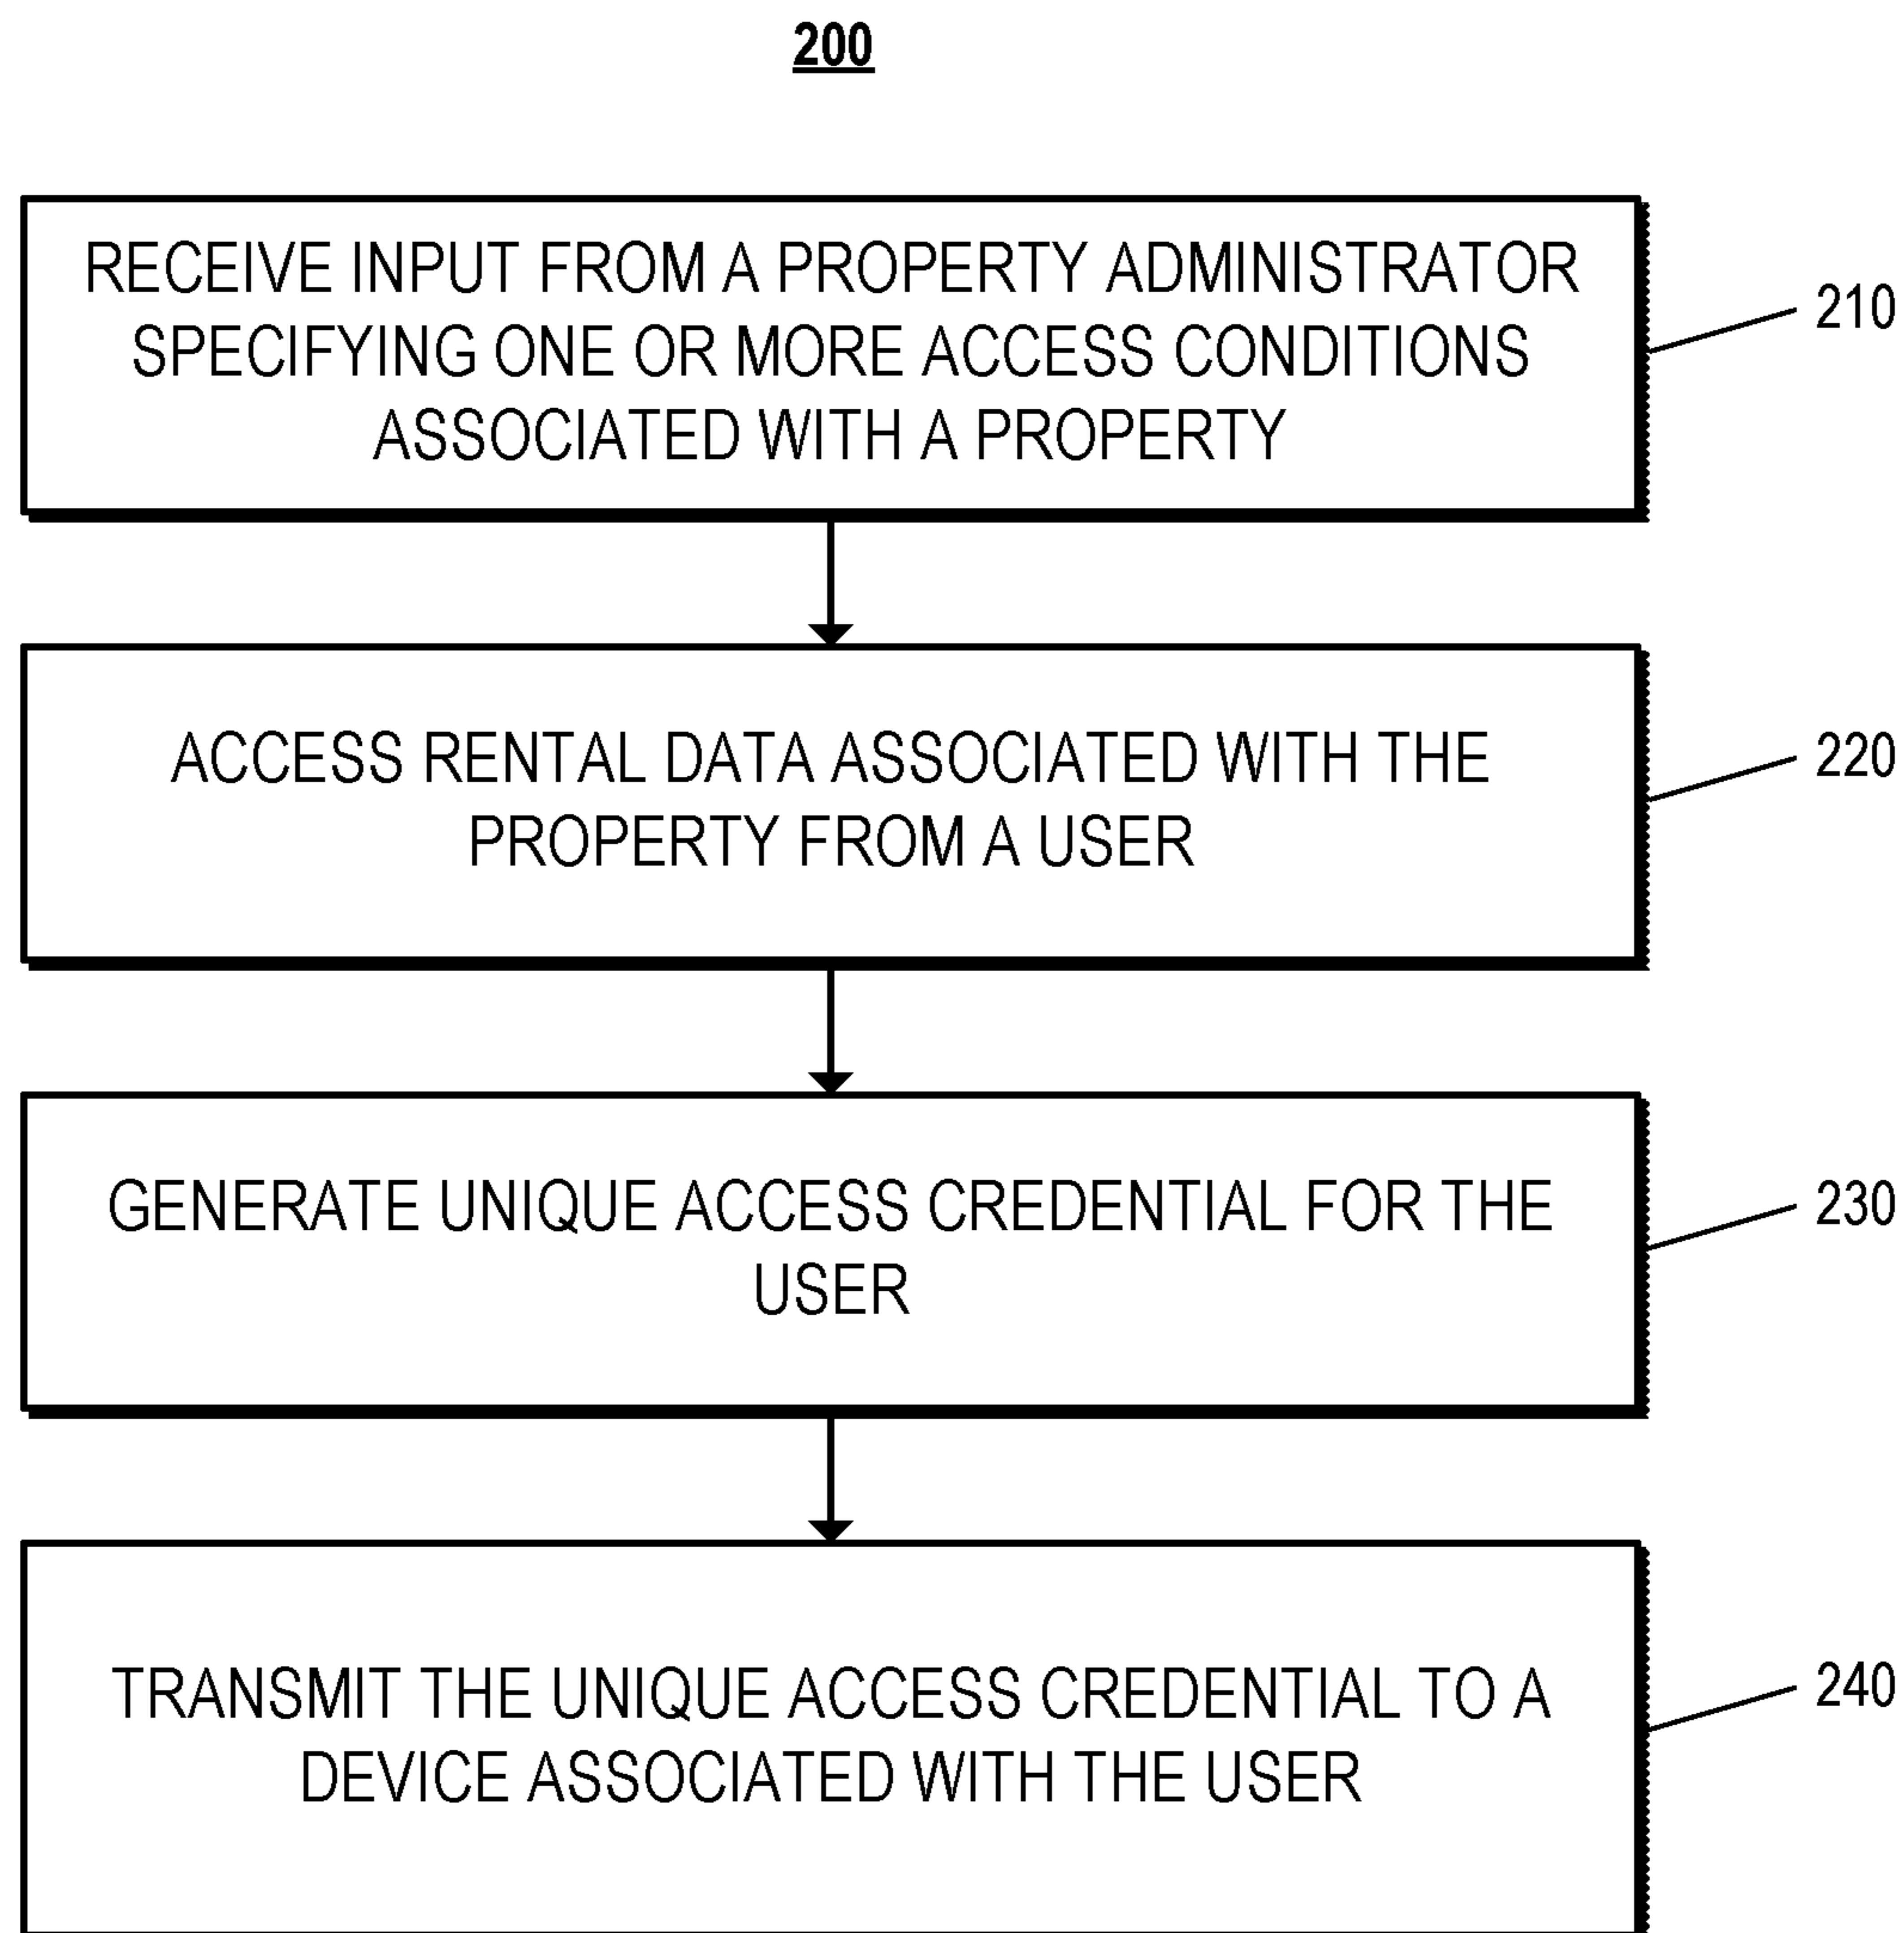 200
RECEIVE INPUT FROM A PROPERTY ADMINISTRATOR
SPECIFYING ONE OR MORE ACCESS CONDITIONS
ASSOCIATED WITH A PROPERTY
210
ACCESS RENTAL DATA ASSOCIATED WITH THE
PROPERTY FROM A USER
220
GENERATE UNIQUE ACCESS CREDENTIAL FOR THE
USER
230
TRANSMIT THE UNIQUE ACCESS CREDENTIAL TO A
DEVICE ASSOCIATED WITH THE USER
240